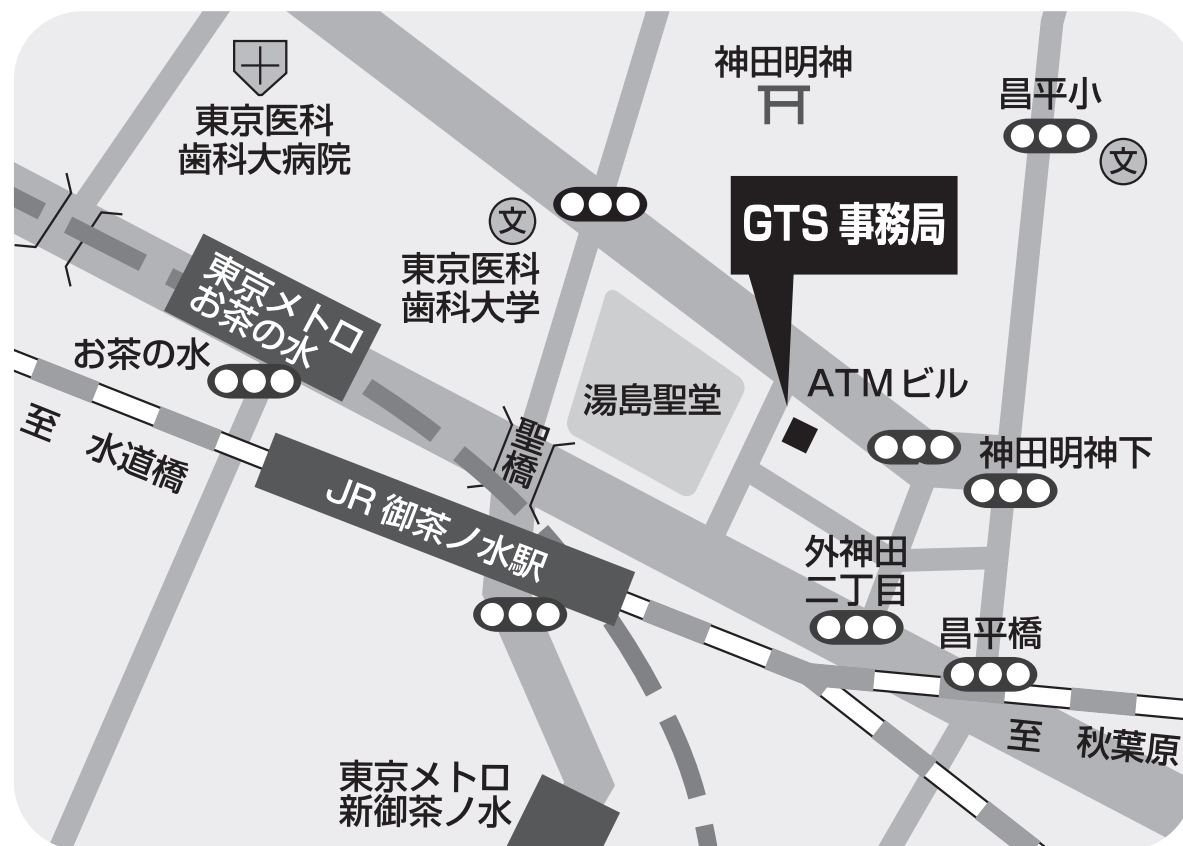 神田明神
昌平小
文
東京医科
歯科大病院
文
GTS 事務局
東京医科
歯科大学
東京メトロ
お茶の水
お茶の水
湯島聖堂
ATMビル
至 水道橋
聖橋
神田明神下
JR 御茶ノ水駅
外神田
二丁目
昌平橋
至 秋葉原
東京メトロ
新御茶ノ水